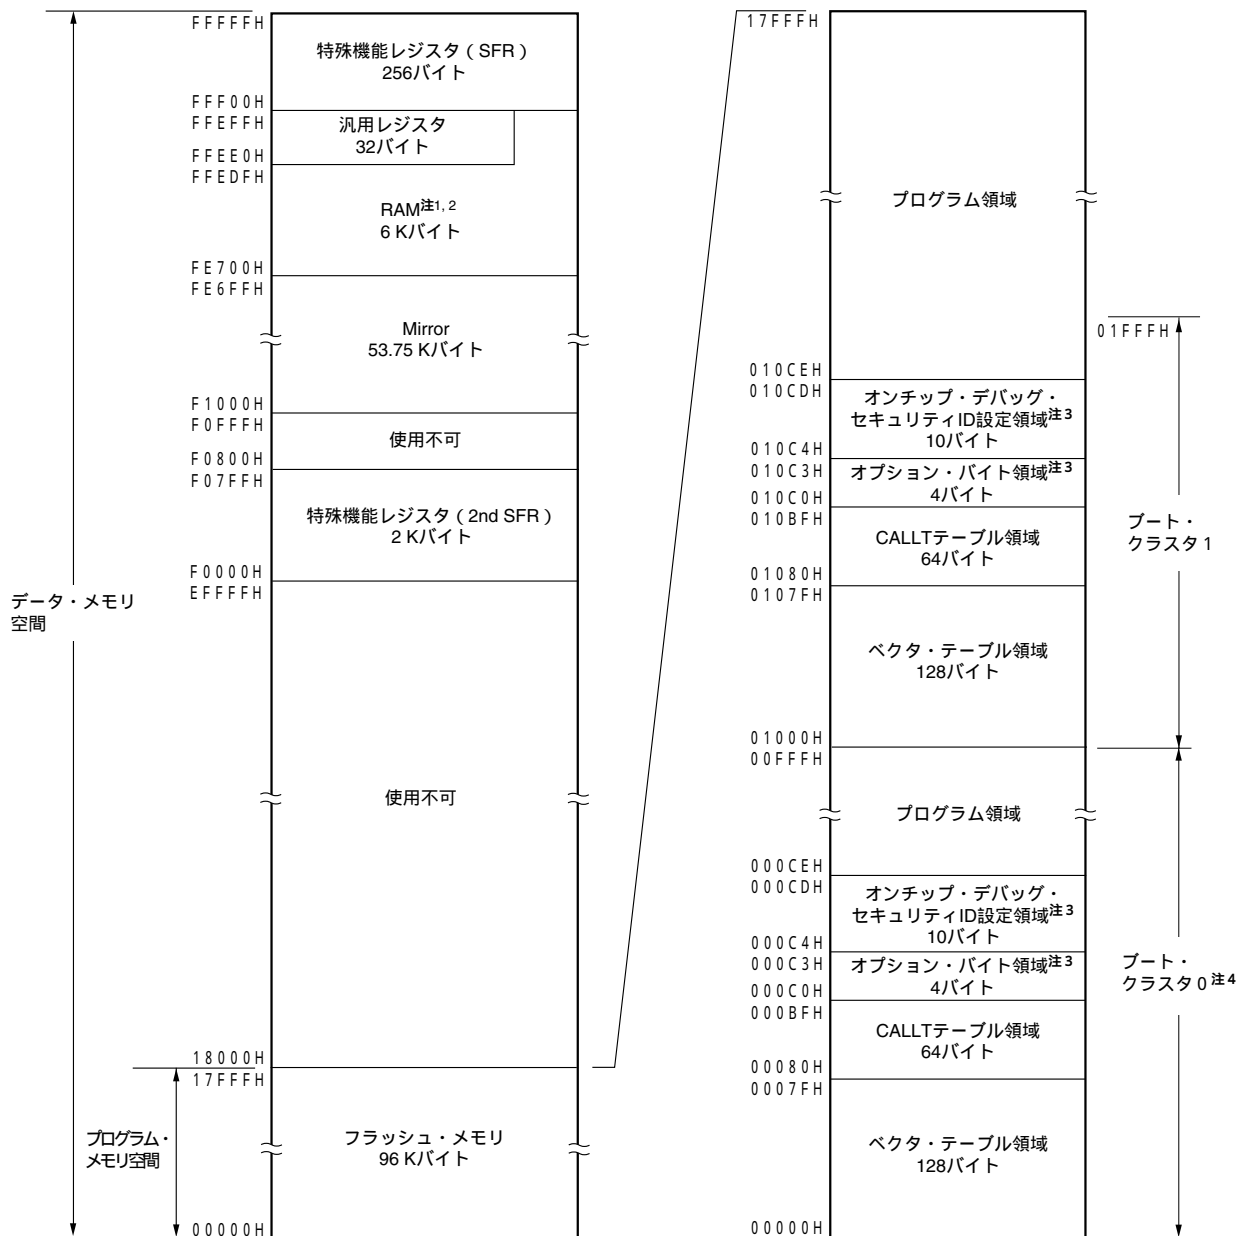 FFFFFH
特殊機能レジスタ（SFR）
256バイト
FFF00H
FFEFFH
汎用レジスタ
32バイト
FFEE0H
FFEDFH
RAM注1, 2
6 Kバイト
FE700H
FE6FFH
Mirror
53.75 Kバイト
F1000H
F0FFFH
使用不可
F0800H
F07FFH
特殊機能レジスタ（2nd SFR）
2 Kバイト
F0000H
EFFFFH
データ・メモリ
空間
使用不可
18000H
17FFFH
プログラム・
メモリ空間
フラッシュ・メモリ
96 Kバイト
00000H
17FFFH
プログラム領域
01FFFH
010CEH
010CDH
オンチップ・デバッグ・
セキュリティID設定領域注3
10バイト
010C4H
010C3H
オプション・バイト領域注3
4バイト
010C0H
010BFH
CALLTテーブル領域
64バイト
ブート・
クラスタ1
01080H
0107FH
ベクタ・テーブル領域
128バイト
01000H
00FFFH
プログラム領域
000CEH
000CDH
オンチップ・デバッグ・
セキュリティID設定領域注3
10バイト
000C4H
000C3H
オプション・バイト領域注3
4バイト
ブート・
クラスタ0注4
000C0H
000BFH
CALLTテーブル領域
64バイト
00080H
0007FH
ベクタ・テーブル領域
128バイト
00000H